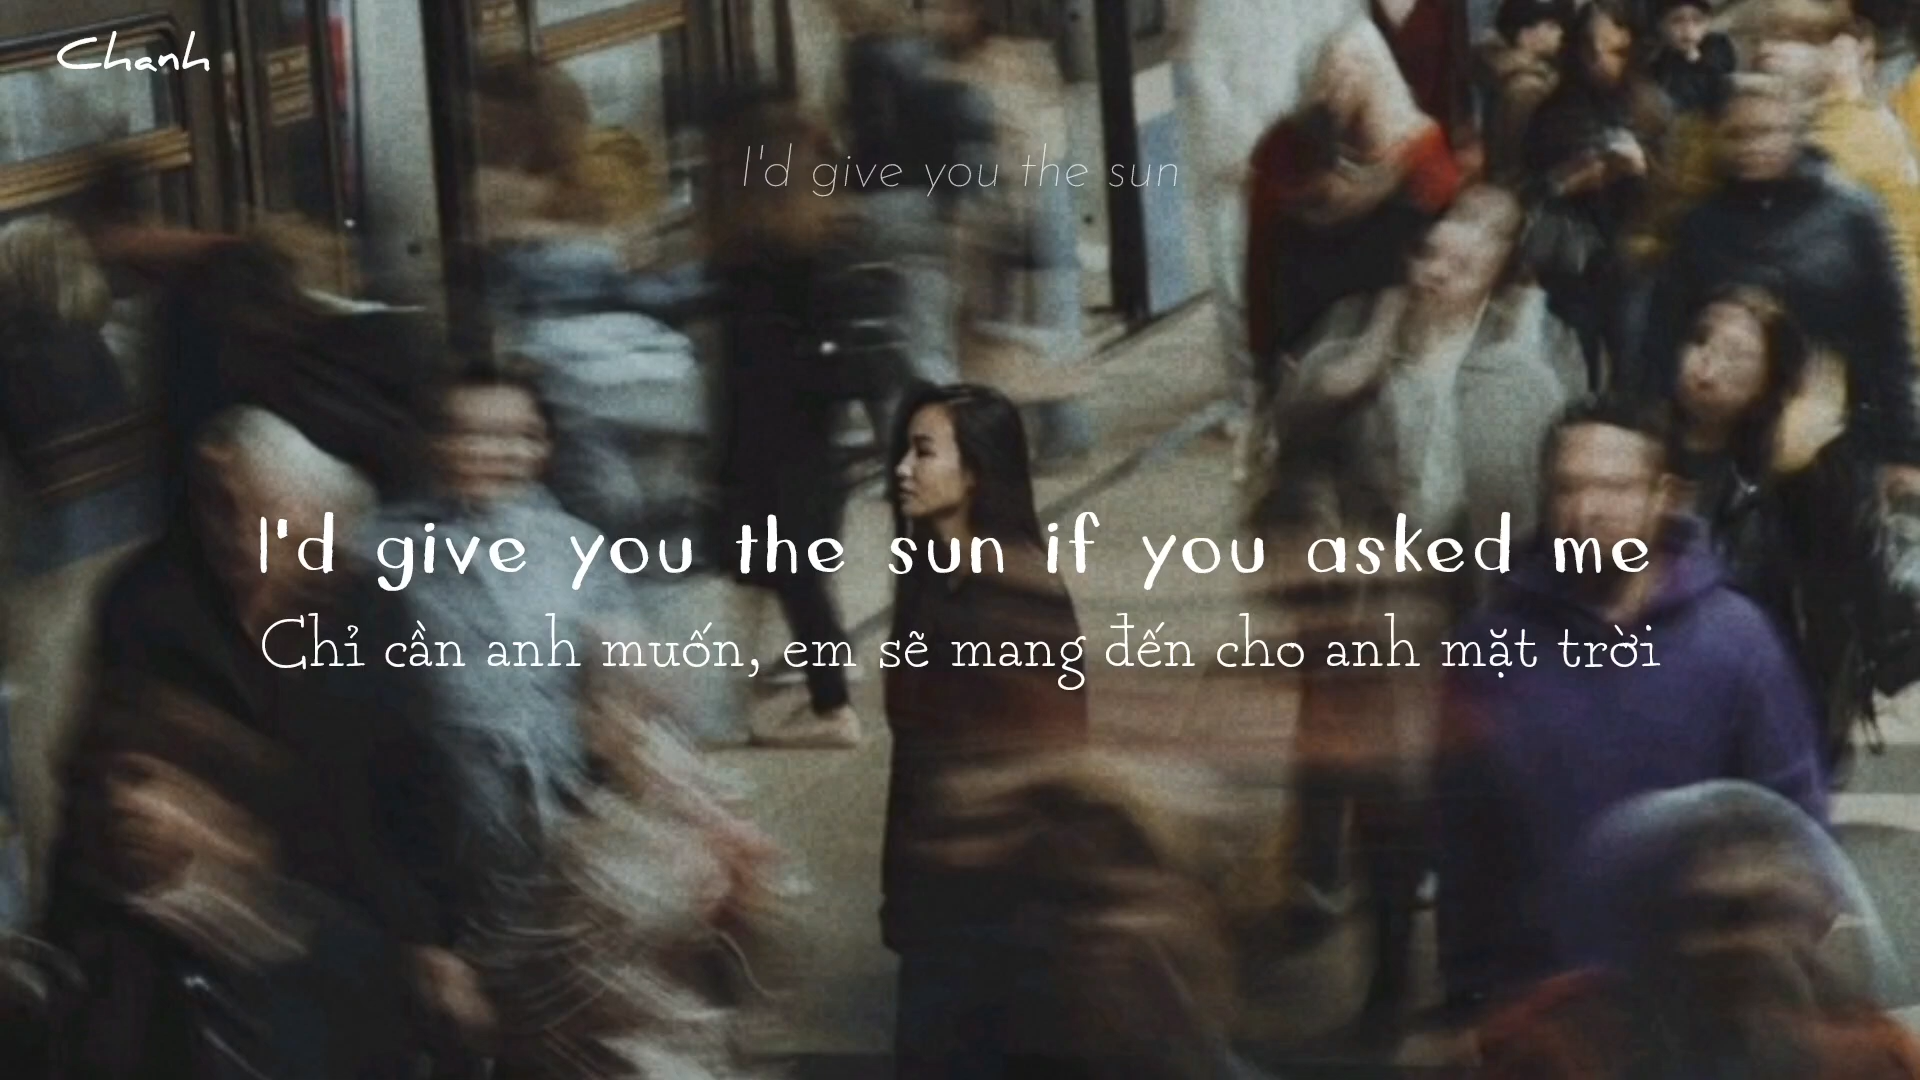 Chanh
I'd give you the sun
I'd give you the sun if you asked me
Chỉ cần anh muốn, em sẽ mang đến cho anh mặt trời